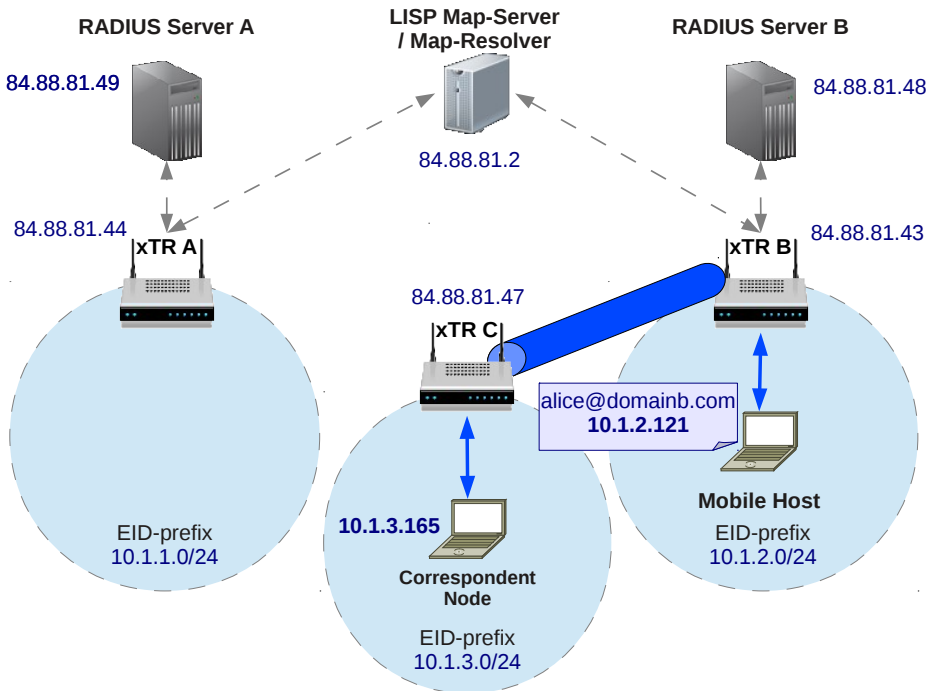 RADIUS Server A
LISP Map-Server
/ Map-Resolver
RADIUS Server B
84.88.81.49
84.88.81.48
84.88.81.2
84.88.81.44
84.88.81.43
xTR A
xTR B
84.88.81.47
xTR C
alice@domainb.com
10.1.2.121
Mobile Host
10.1.3.165
EID-prefix
10.1.1.0/24
EID-prefix
10.1.2.0/24
Correspondent
Node
EID-prefix
10.1.3.0/24